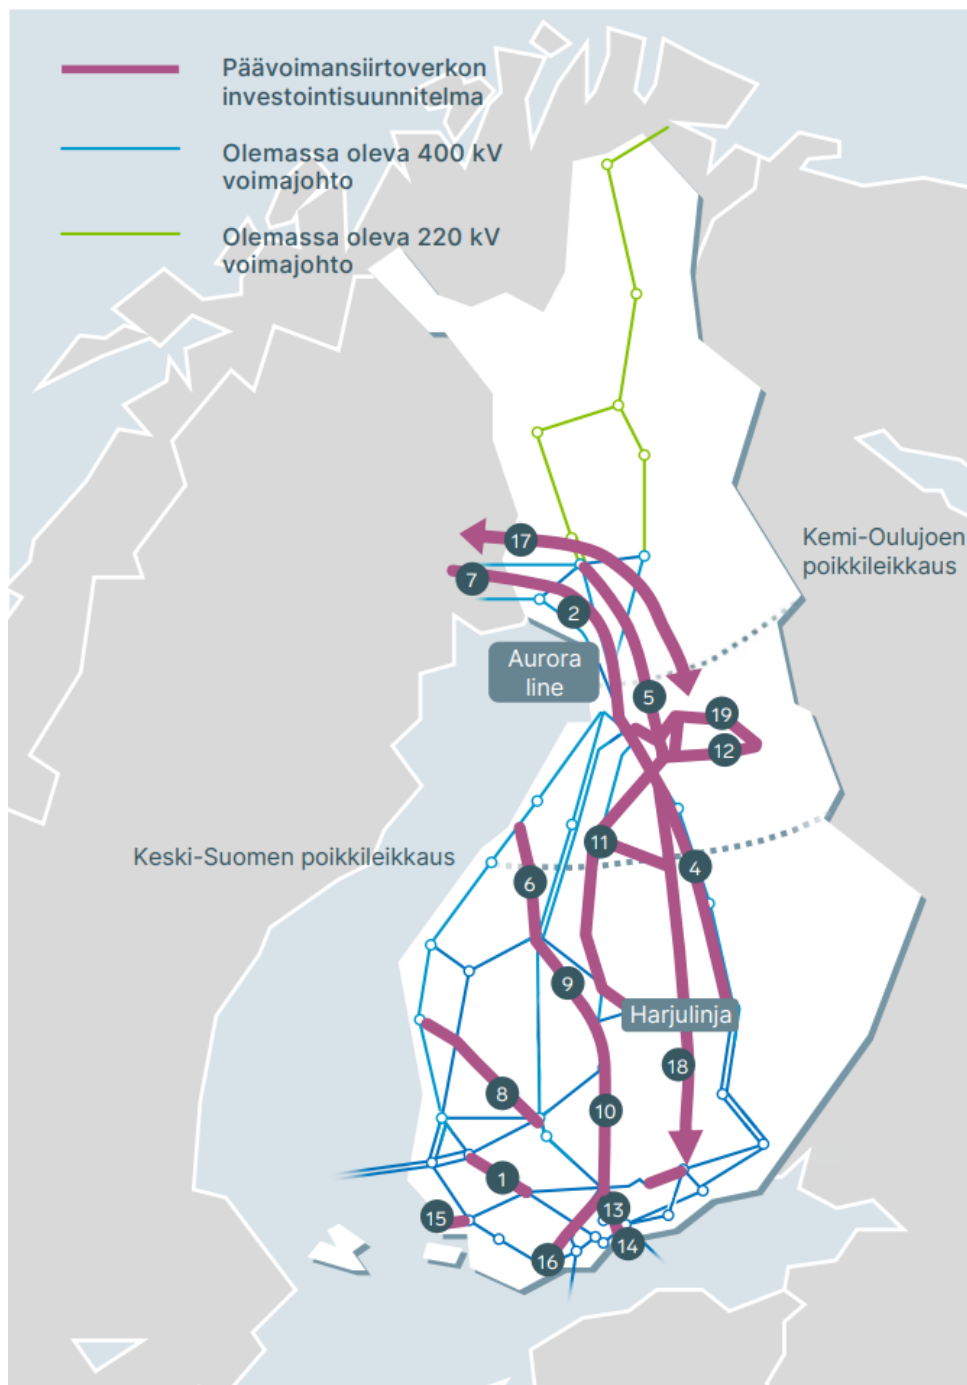 Päävoimansiirtoverkon
investointisuunnitelma
Olemassa oleva 400 kV
voimajohto
Olemassa oleva 220 kV
voimajohto
Kemi-Oulujoen
poikkileikkaus
17
7
2
Aurora
line
5
19
12
11
Keski-Suomen poikkileikkaus
4
6
9
Harjulinja
18
8
10
1
13
15
14
16